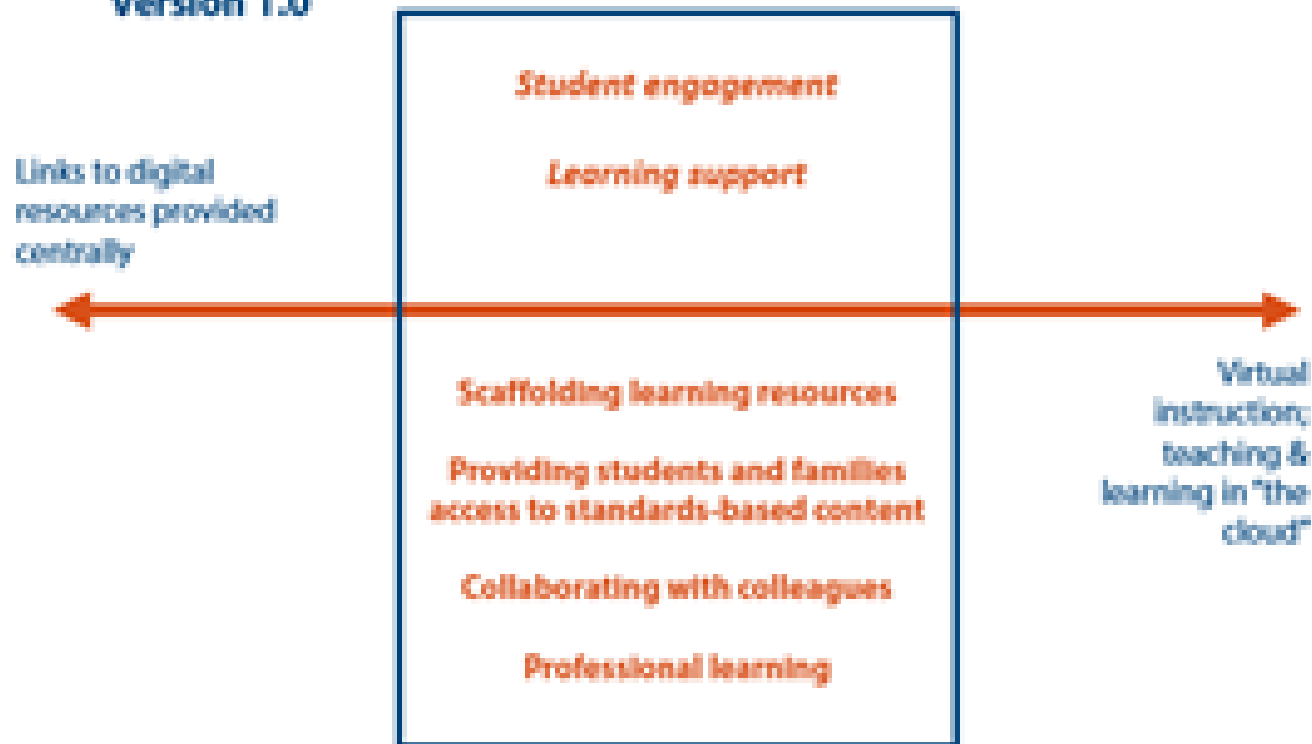 Version 1.0
Student engagement
Learning support
Links to digital
resources provided
centrally
Scaffolding learning resources
Providing students and families
access to standards-based content
Collaborating with colleagues
Professional learning
Virtual
instruction;
teaching &
learning in "the
cloud"